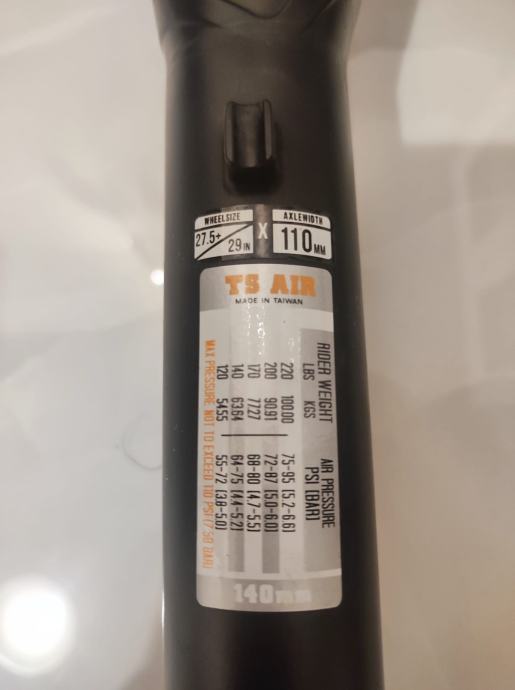 WHEELSIZE
27.5+ / 29IN
X
AXLEWIDTH
110MM
TS AIR
MADE IN TAIWAN
RIDER WEIGHT AIR PRESSURE
LBS KGS PSI (BAR)
220 100.00 75-95 (5.2-6.6)
200 90.91 72-87 (5.0-6.0)
170 77.27 68-80 (4.7-5.5)
140 63.64 64-75 (4.4-5.2)
120 54.55 55-72 (3.8-5.0)
MAX PRESSURE NOT TO EXCEED 110 PSI (7.58 BAR)
140mm